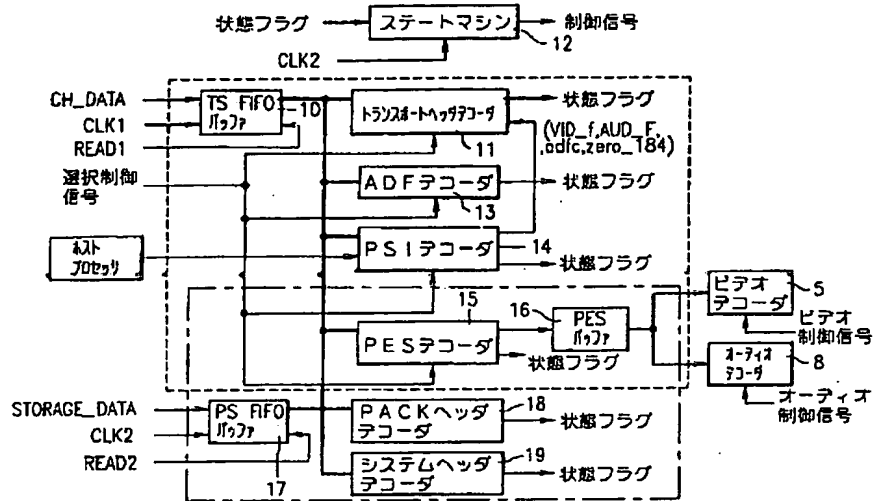 状態フラグ
ステートマシン
制御信号
12
CLK2
CH_DATA
TS FIFO
バッファ
10
CLK1
READ1
選択制御
信号
トランスポートヘッダデコーダ
11
状態フラグ
(VID_f,AUD_F,
,adfc,zero_184)
ADFデコーダ
13
状態フラグ
ホスト
プロセッサ
PSIデコーダ
14
状態フラグ
15
PESデコーダ
状態フラグ
16
PES
バッファ
ビデオ
デコーダ
5
ビデオ
制御信号
オーディオ
デコーダ
8
オーディオ
制御信号
STORAGE_DATA
PS FIFO
バッファ
CLK2
READ2
17
PACKヘッダ
デコーダ
18
状態フラグ
システムヘッダ
デコーダ
19
状態フラグ